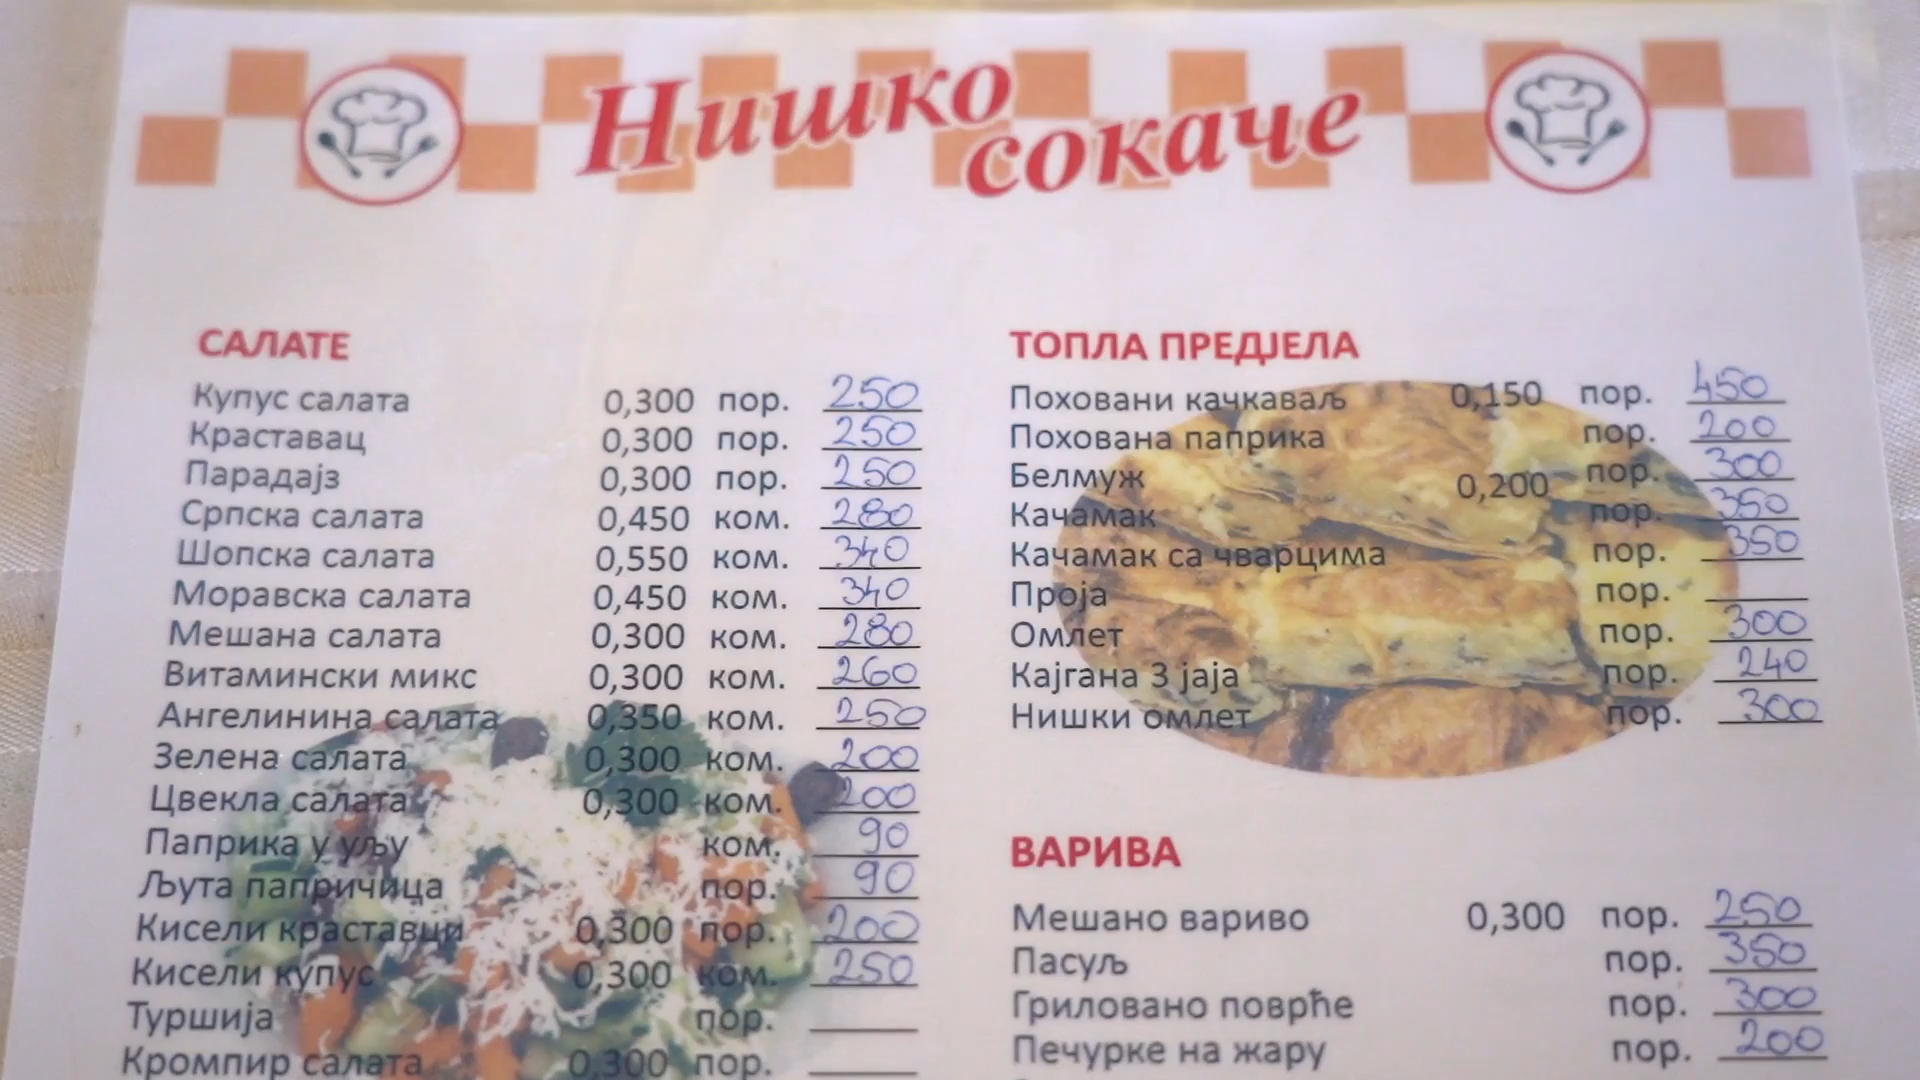 Нишко
сокаче
САЛАТЕ
Купус салата 0,300 пор. 250
Краставац 0,300 пор. 250
Парадајз 0,300 пор. 250
Српска салата 0,450 ком. 280
Шопска салата 0,550 ком. 340
Моравска салата 0,450 ком. 340
Мешана салата 0,300 ком. 280
Витамински микс 0,300 ком. 260
Ангелинина салата 0,350 ком. 250
Зелена салата 0,300 ком. 200
Цвекла салата 0,300 ком. 200
Паприка у уљу ком. 90
Љута папричица пор. 90
Кисели краставци 0,300 пор. 200
Кисели купус 0,300 ком. 250
Туршија пор.
Кромпир салата 0,300 пор.
ТОПЛА ПРЕДЈЕЛА
Поховани качкаваљ 0,150 пор. 450
Похована паприка пор. 200
Белмуж 0,200 пор. 300
Качамак пор. 350
Качамак са чварцима пор. 350
Проја пор.
Омлет пор. 300
Кајгана 3 јаја пор. 240
Нишки омлет пор. 300
ВАРИВА
Мешано вариво 0,300 пор. 250
Пасуљ пор. 350
Гриловано поврће пор. 300
Печурке на жару пор. 200